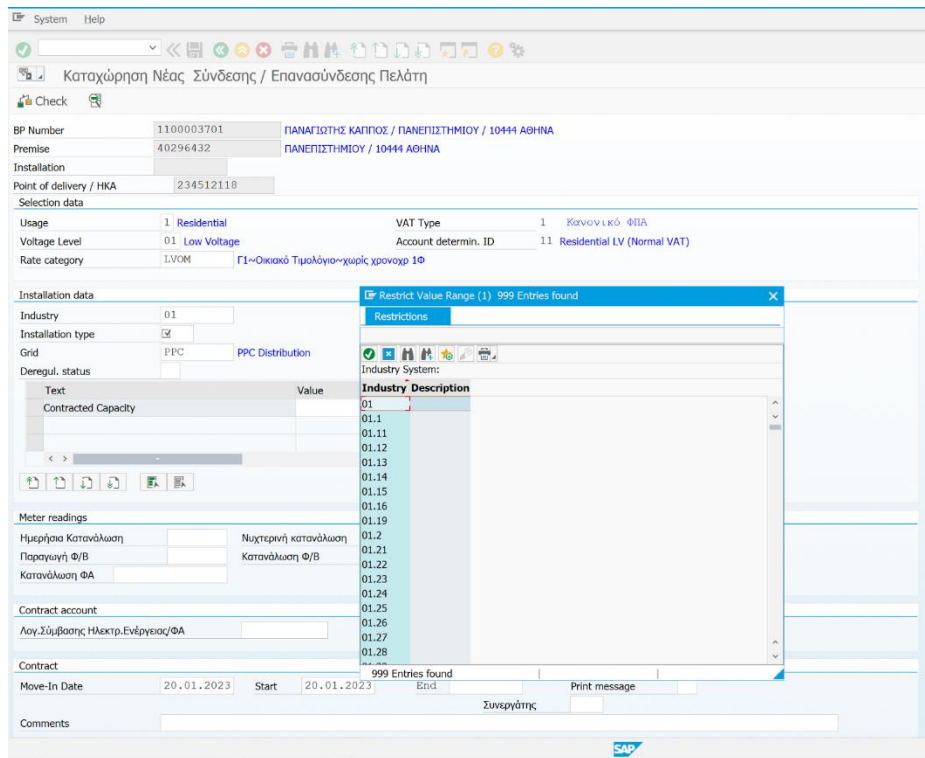 System Help
Καταχώρηση Νέας Σύνδεσης / Επανασύνδεσης Πελάτη
Check
BP Number 1100003701 ΠΑΝΑΓΙΩΤΗΣ ΚΑΠΠΟΣ / ΠΑΝΕΠΙΣΤΗΜΙΟΥ / 10444 ΑΘΗΝΑ
Premise 40296432 ΠΑΝΕΠΙΣΤΗΜΙΟΥ / 10444 ΑΘΗΝΑ
Installation
Point of delivery / ΗΚΑ 234512118
Selection data
Usage 1 Residential VAT Type 1 Κανονικό ΦΠΑ
Voltage Level 01 Low Voltage Account determin. ID 11 Residential LV (Normal VAT)
Rate category LVOM Γ1~Οικιακό Τιμολόγιο~χωρίς χρονοχρ 1Φ
Installation data
Industry 01
Installation type
Grid PPC PPC Distribution
Deregul. status
Text Value
Contracted Capacity
Restrict Value Range (1) 999 Entries found
Restrictions
Industry System:
Industry Description
01
01.1
01.11
01.12
01.13
01.14
01.15
01.16
01.19
01.2
01.21
01.22
01.23
01.24
01.25
01.26
01.27
01.28
999 Entries found
Meter readings
Ημερήσια Κατανάλωση Νυχτερινή κατανάλωση
Παραγωγή Φ/Β Κατανάλωση Φ/Β
Κατανάλωση ΦΑ
Contract account
Λογ.Σύμβασης Ηλεκτρ.Ενέργειας/ΦΑ
Contract
Move-In Date 20.01.2023 Start 20.01.2023 End Print message
Συνεργάτης
Comments
SAP